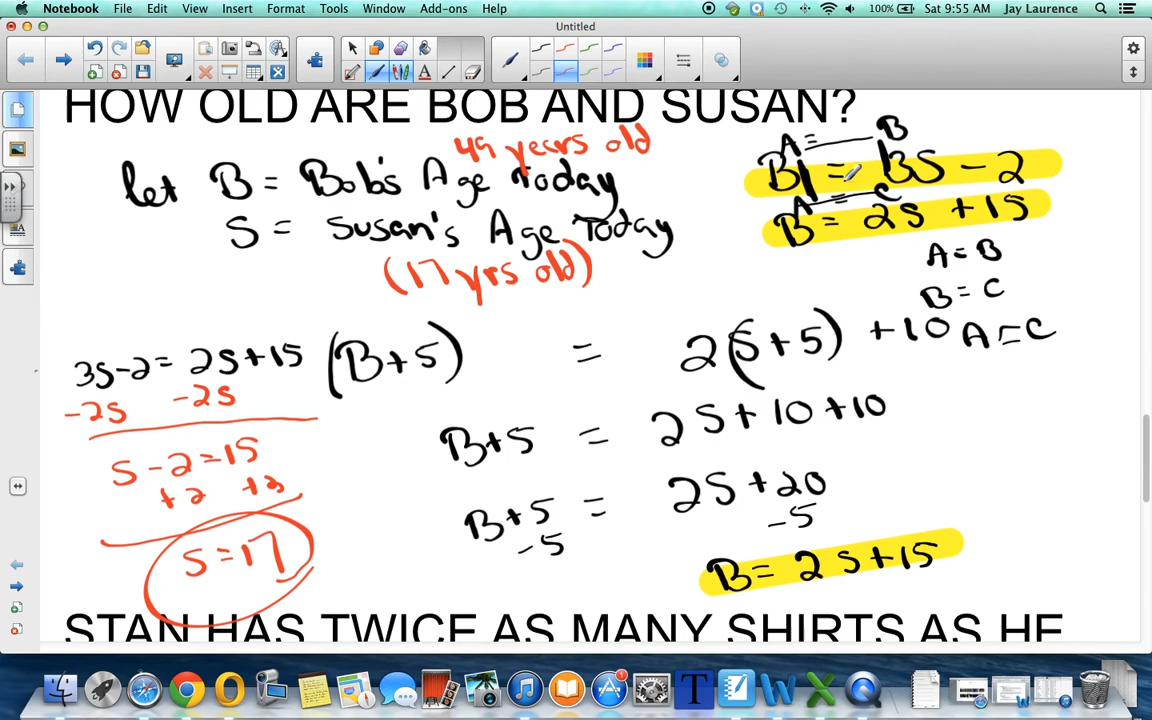 Notebook File Edit View Insert Format Tools Window Add-ons Help 100% Sat 9:55 AM Jay Laurence
Untitled
HOW OLD ARE BOB AND SUSAN?
49 years old
let B = Bob's Age Today
S = Susan's Age Today
(17 yrs old)
A = B
B = 3S - 2
A = C
B = 2S + 15
A = B
B = C
A = C
(B+5) = 2(S+5) +10
B+5 = 2S+10+10
B+5 = 2S+20
-5 -5
B= 2S+15
3S-2= 2S+15
-2S -2S
S-2=15
+2 +2
S=17
STAN HAS TWICE AS MANY SHIRTS AS HE